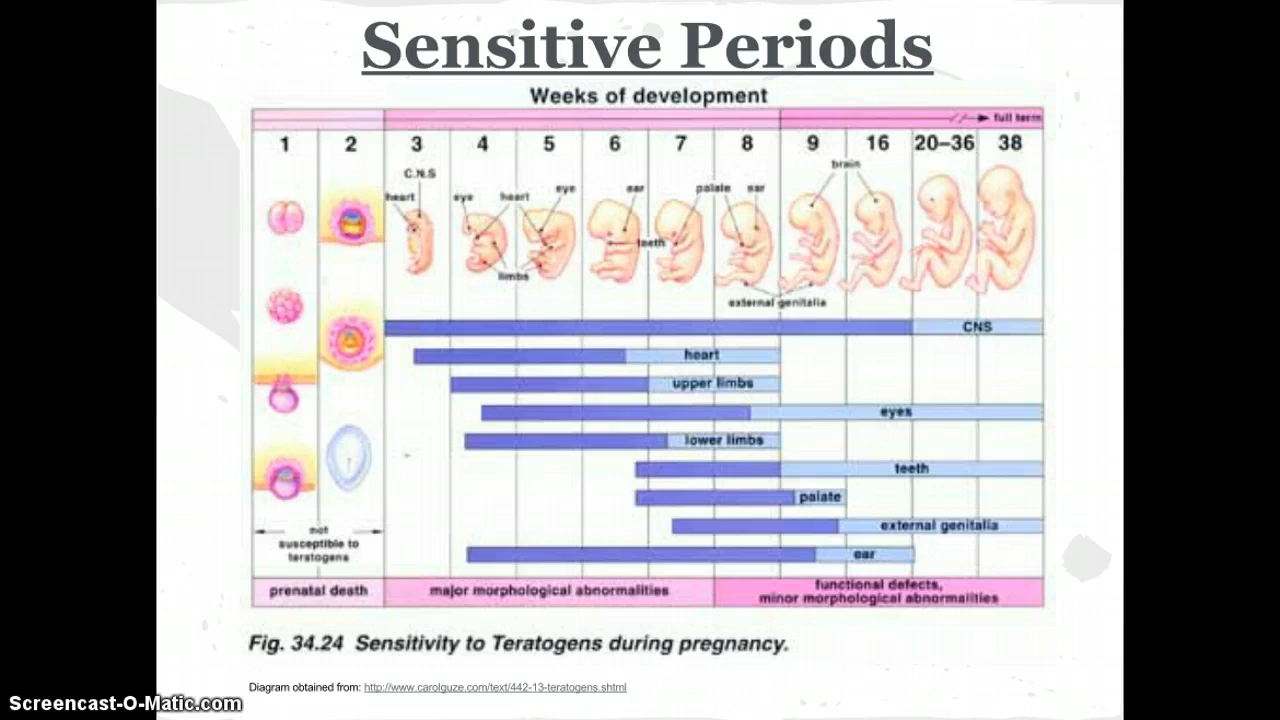 Sensitive Periods
Weeks of development
full term
1 2 3 4 5 6 7 8 9 16 20–36 38
C.N.S
heart
eye
heart
eye
ear
palate
ear
brain
teeth
limbs
external genitalia
CNS
heart
upper limbs
eyes
lower limbs
teeth
palate
external genitalia
ear
not
susceptible to
teratogens
prenatal death
major morphological abnormalities
functional defects,
minor morphological abnormalities
Fig. 34.24 Sensitivity to Teratogens during pregnancy.
Diagram obtained from: http://www.carolguze.com/text/442-13-teratogens.shtml
Screencast-O-Matic.com